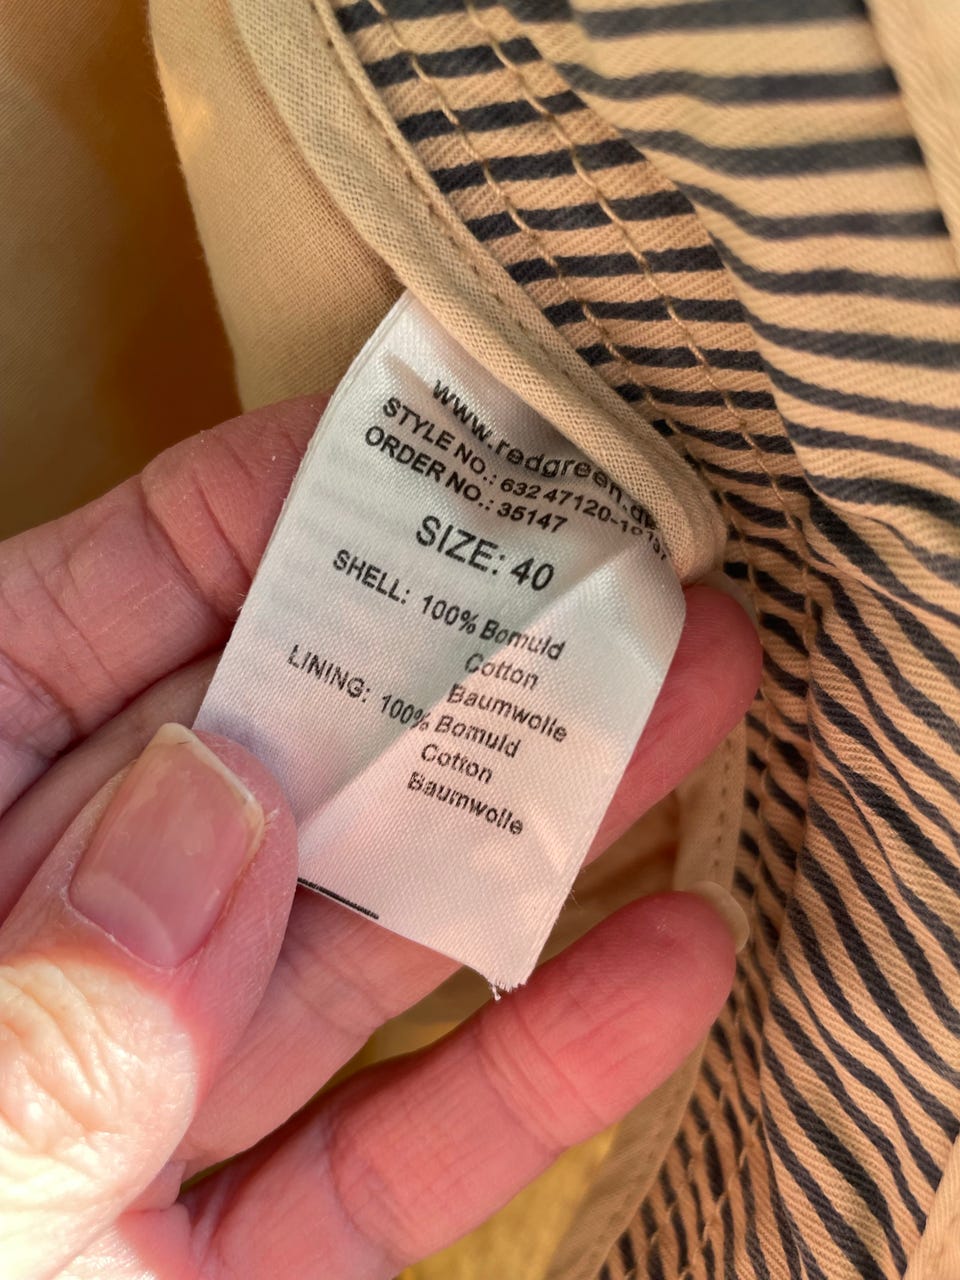 www.redgreen.dk
STYLE NO.: 632 47120-10137
ORDER NO.: 35147
SIZE: 40
SHELL: 100% Bomuld
Cotton
Baumwolle
LINING: 100% Bomuld
Cotton
Baumwolle